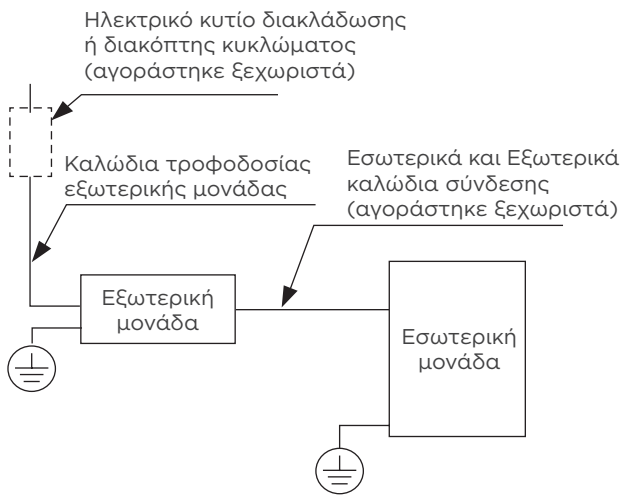 Ηλεκτρικό κυτίο διακλάδωσης
ή διακόπτης κυκλώματος
(αγοράστηκε ξεχωριστά)
Καλώδια τροφοδοσίας
εξωτερικής μονάδας
Εσωτερικά και Εξωτερικά
καλώδια σύνδεσης
(αγοράστηκε ξεχωριστά)
Εξωτερική
μονάδα
Εσωτερική
μονάδα